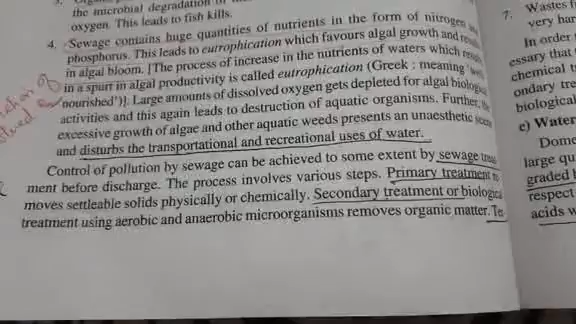 the microbial degradation
oxygen. This leads to fish kills.
4. Sewage contains huge quantities of nutrients in the form of nitrogen
phosphorus. This leads to eutrophication which favours algal growth and
in algal bloom. [The process of increase in the nutrients of waters which
in a spurt in algal productivity is called eutrophication (Greek : meaning
nourished')]. Large amounts of dissolved oxygen gets depleted for algal biological
activities and this again leads to destruction of aquatic organisms. Further,
excessive growth of algae and other aquatic weeds presents an unaesthetic
and disturbs the transportational and recreational uses of water.
Control of pollution by sewage can be achieved to some extent by sewage
ment before discharge. The process involves various steps. Primary treatment
moves settleable solids physically or chemically. Secondary treatment or biological
treatment using aerobic and anaerobic microorganisms removes organic matter. Ter-
7. Wastes
very
In order
essary that
chemical
ondary
biological
c) Water
Dome
large
graded
respect
acids